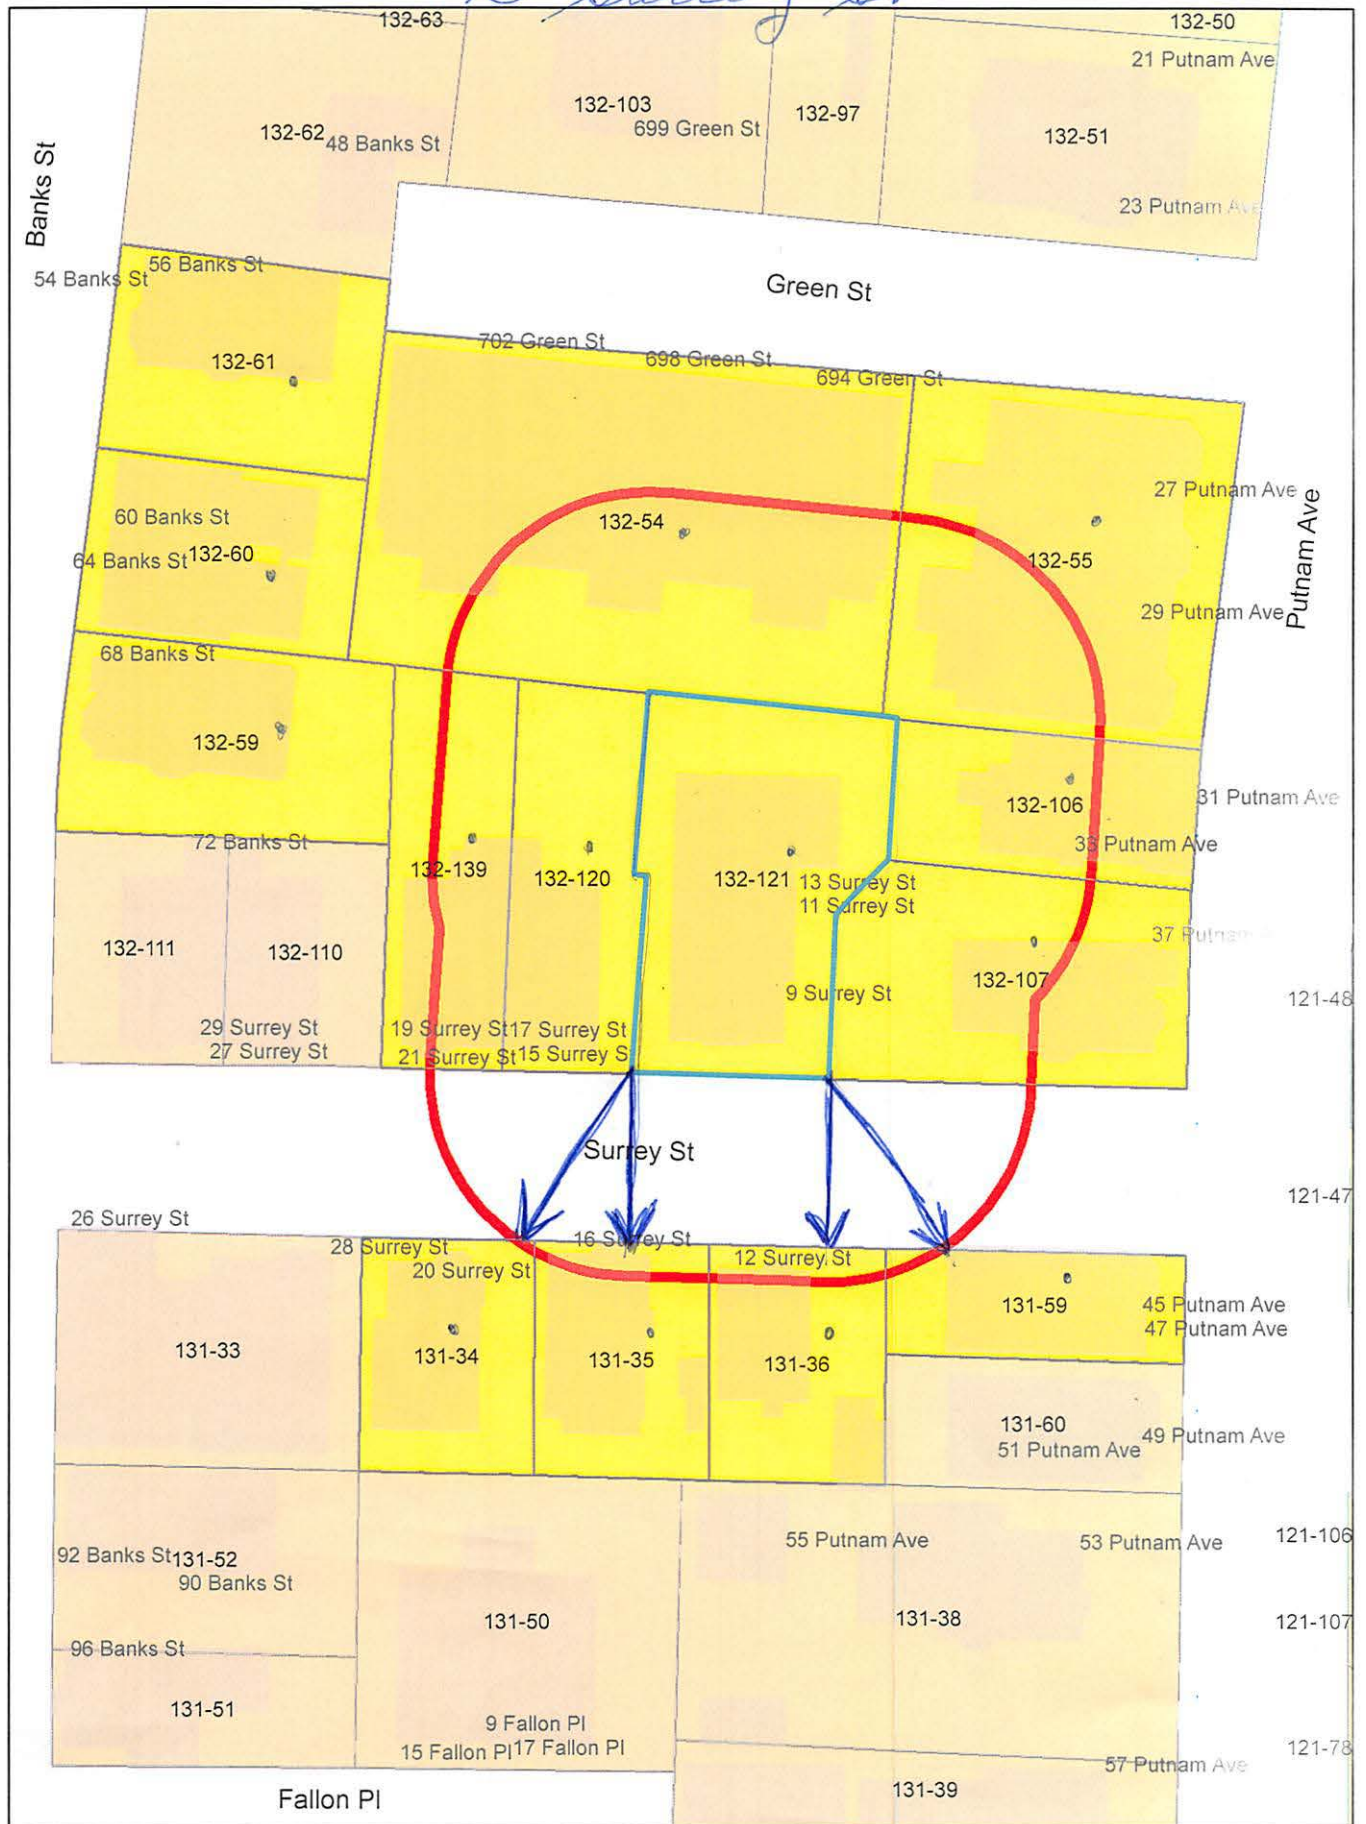 Surrey St
132-63
132-50
21 Putnam Ave
132-103
699 Green St
132-97
132-51
132-62
48 Banks St
Banks St
23 Putnam Ave
56 Banks St
54 Banks St
Green St
702 Green St
698 Green St
694 Green St
132-61
27 Putnam Ave
60 Banks St
132-54
64 Banks St
132-60
132-55
Putnam Ave
29 Putnam Ave
68 Banks St
132-59
31 Putnam Ave
132-106
33 Putnam Ave
72 Banks St
132-139
132-120
132-121
13 Surrey St
11 Surrey St
37 Putnam
132-111
132-110
132-107
9 Surrey St
121-48
29 Surrey St
27 Surrey St
19 Surrey St
17 Surrey St
21 Surrey St
15 Surrey S
Surrey St
121-47
26 Surrey St
28 Surrey St
16 Surrey St
20 Surrey St
12 Surrey St
131-59
45 Putnam Ave
47 Putnam Ave
131-33
131-34
131-35
131-36
131-60
49 Putnam Ave
51 Putnam Ave
92 Banks St
131-52
90 Banks St
55 Putnam Ave
53 Putnam Ave
121-106
131-50
131-38
121-107
96 Banks St
131-51
9 Fallon Pl
15 Fallon Pl
17 Fallon Pl
121-78
57 Putnam Ave
131-39
Fallon Pl